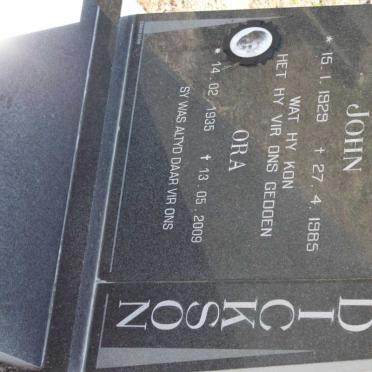 DICKSON
JOHN
* 15.1.1929 † 27.4.1985
WAT HY KON
HET HY VIR ONS GEDOEN
ORA
* 14.02.1935 † 13.05.2009
SY WAS ALTYD DAAR VIR ONS